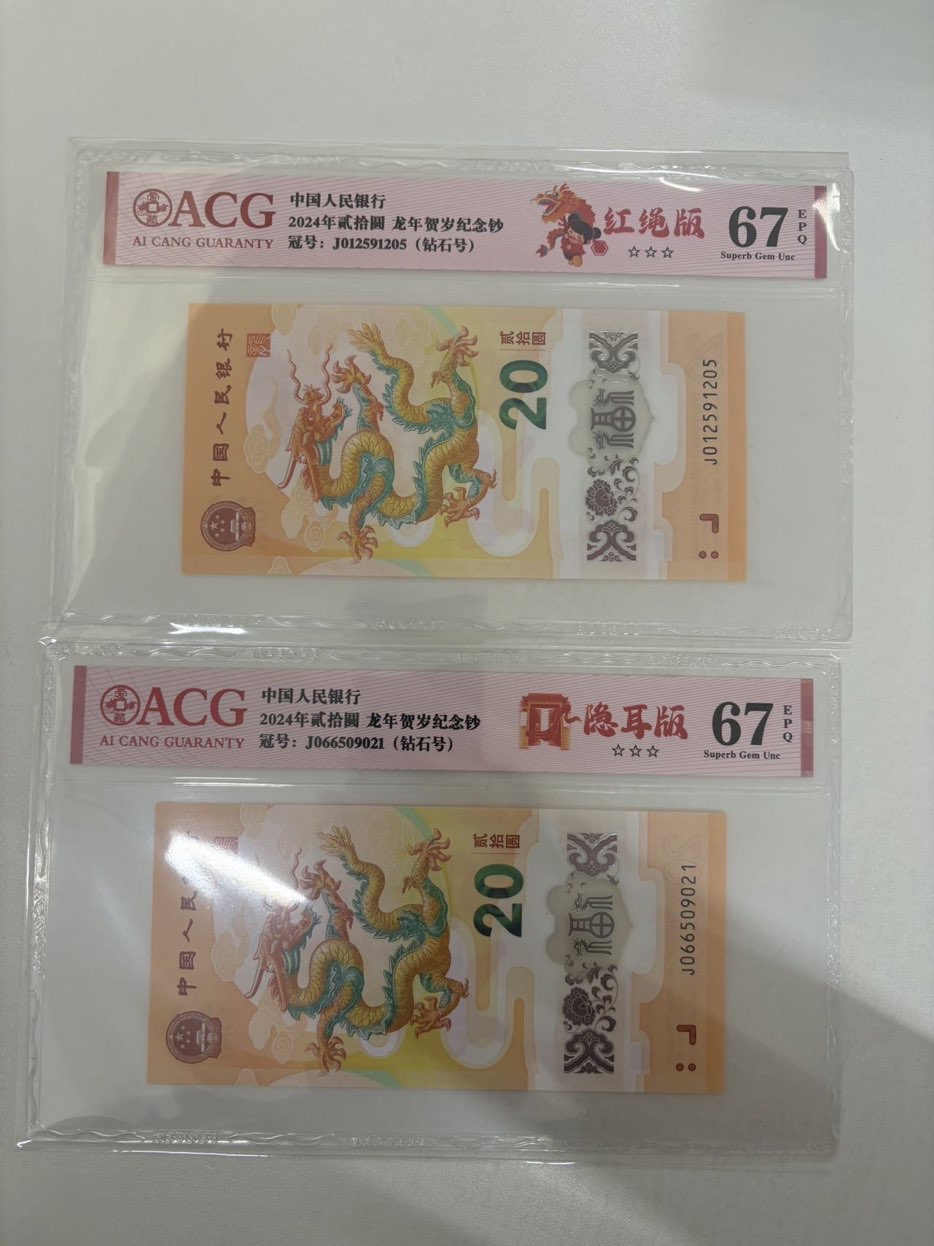 ACG
AI CANG GUARANTY
中国人民银行
2024年贰拾圆 龙年贺岁纪念钞
冠号：J012591205（钻石号）
红绳版
☆☆☆
67
EPQ
Superb Gem Unc
中国人民银行
贰拾圆
20
J012591205
ACG
AI CANG GUARANTY
中国人民银行
2024年贰拾圆 龙年贺岁纪念钞
冠号：J066509021（钻石号）
隐耳版
☆☆☆
67
EPQ
Superb Gem Unc
中国人民
贰拾圆
20
J066509021